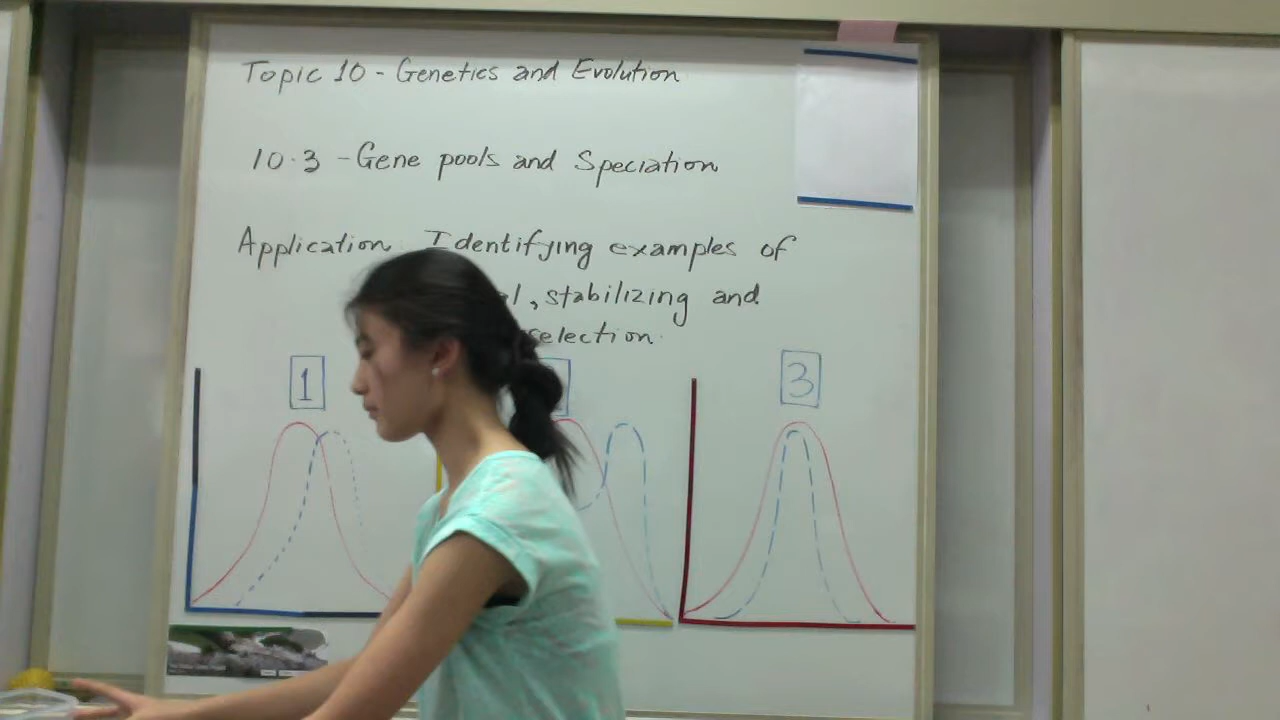 Topic 10 - Genetics and Evolution
10.3 - Gene pools and Speciation
Application Identifying examples of
, stabilizing and
selection.
1
3